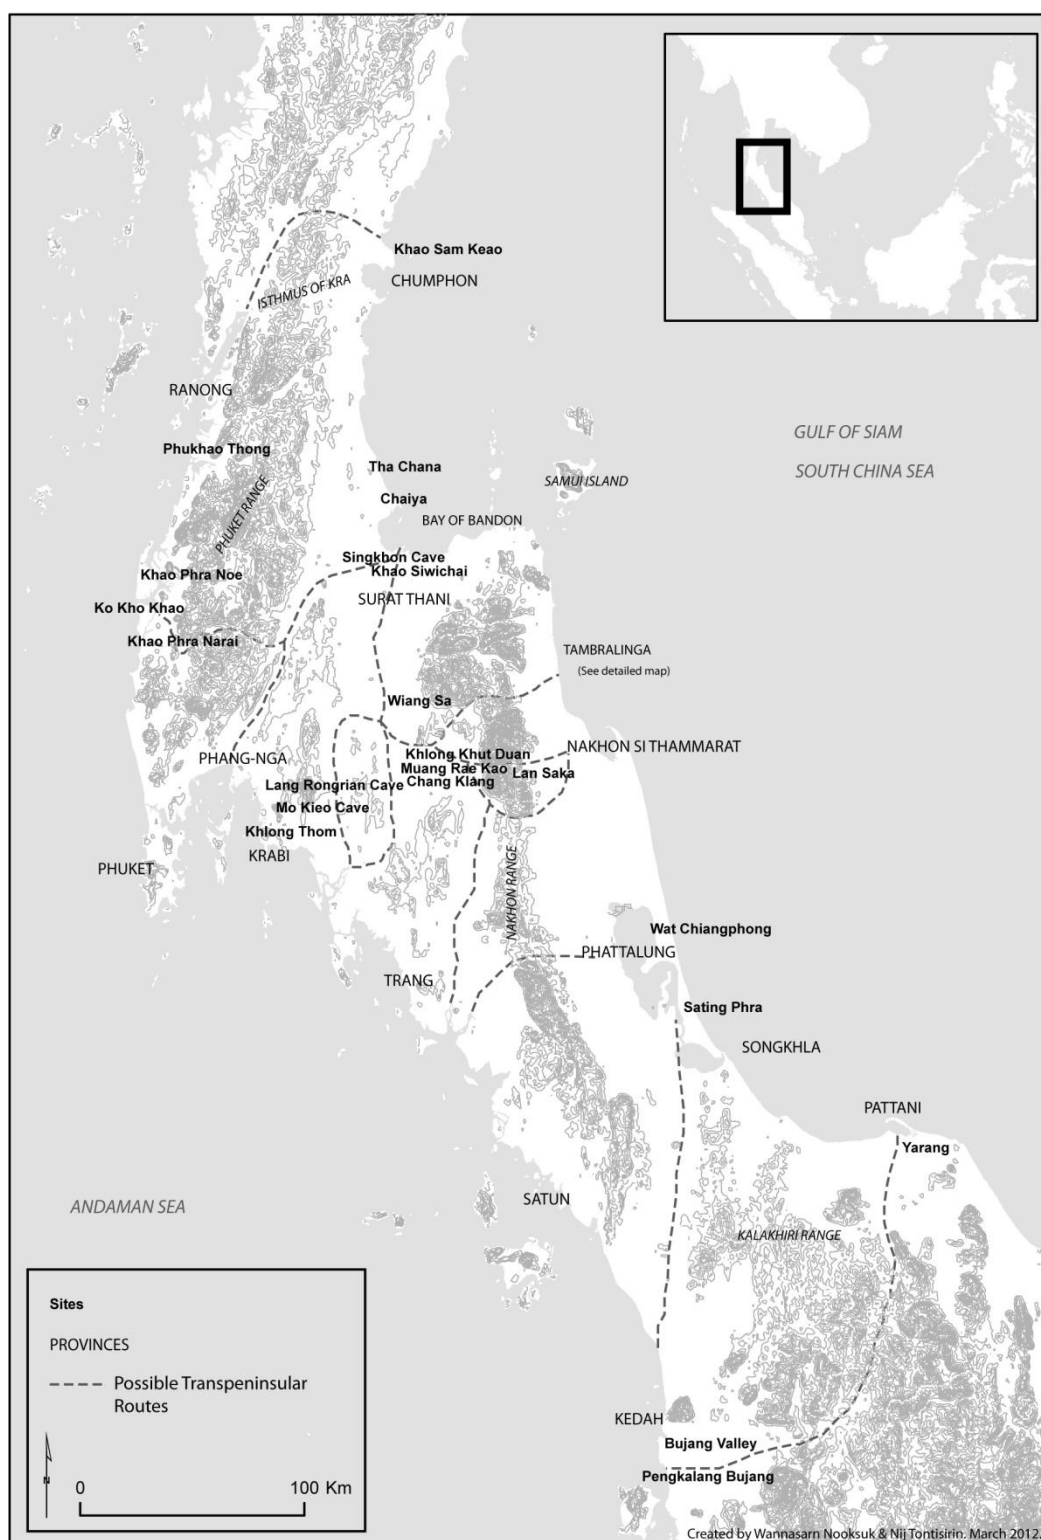 Khao Sam Keao
CHUMPHON
ISTHMUS OF KRA
RANONG
Phukhao Thong
PHUKET RANGE
GULF OF SIAM
SOUTH CHINA SEA
Tha Chana
SAMUI ISLAND
Chaiya
BAY OF BANDON
Singkhon Cave
Khao Siwichai
Khao Phra Noe
SURAT THANI
Ko Kho Khao
Khao Phra Narai
TAMBRALINGA
(See detailed map)
Wiang Sa
NAKHON SI THAMMARAT
PHANG-NGA
Khlong Khut Duan
Muang Rae Kao
Lan Saka
Chang Klang
Lang Rongrian Cave
Mo Kieo Cave
Khlong Thom
KRABI
PHUKET
NAKHON RANGE
Wat Chiangphong
PHATTALUNG
TRANG
Sating Phra
SONGKHLA
PATTANI
Yarang
SATUN
ANDAMAN SEA
KALAKHIRI RANGE
KEDAH
Bujang Valley
Pengkalang Bujang
Sites
PROVINCES
Possible Transpeninsular
Routes
N
0 100 Km
Created by Wannasarn Nooksuk & Nij Tontisirin. March 2012.